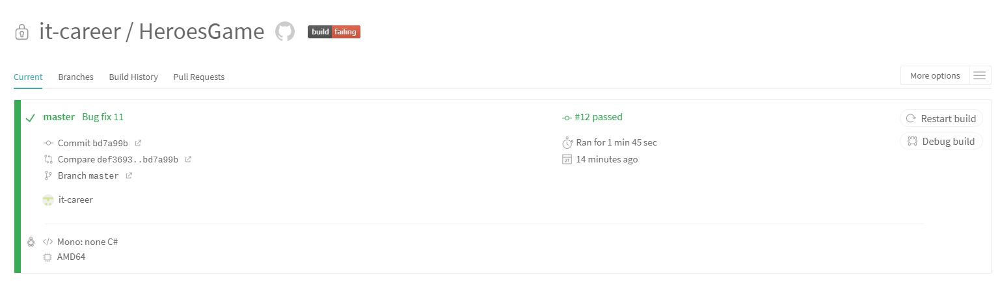 it-career / HeroesGame build failing
Current Branches Build History Pull Requests More options
master Bug fix 11 #12 passed Restart build
Commit bd7a99b Ran for 1 min 45 sec Debug build
Compare def3693..bd7a99b 14 minutes ago
27
Branch master
it-career
Mono: none C#
AMD64